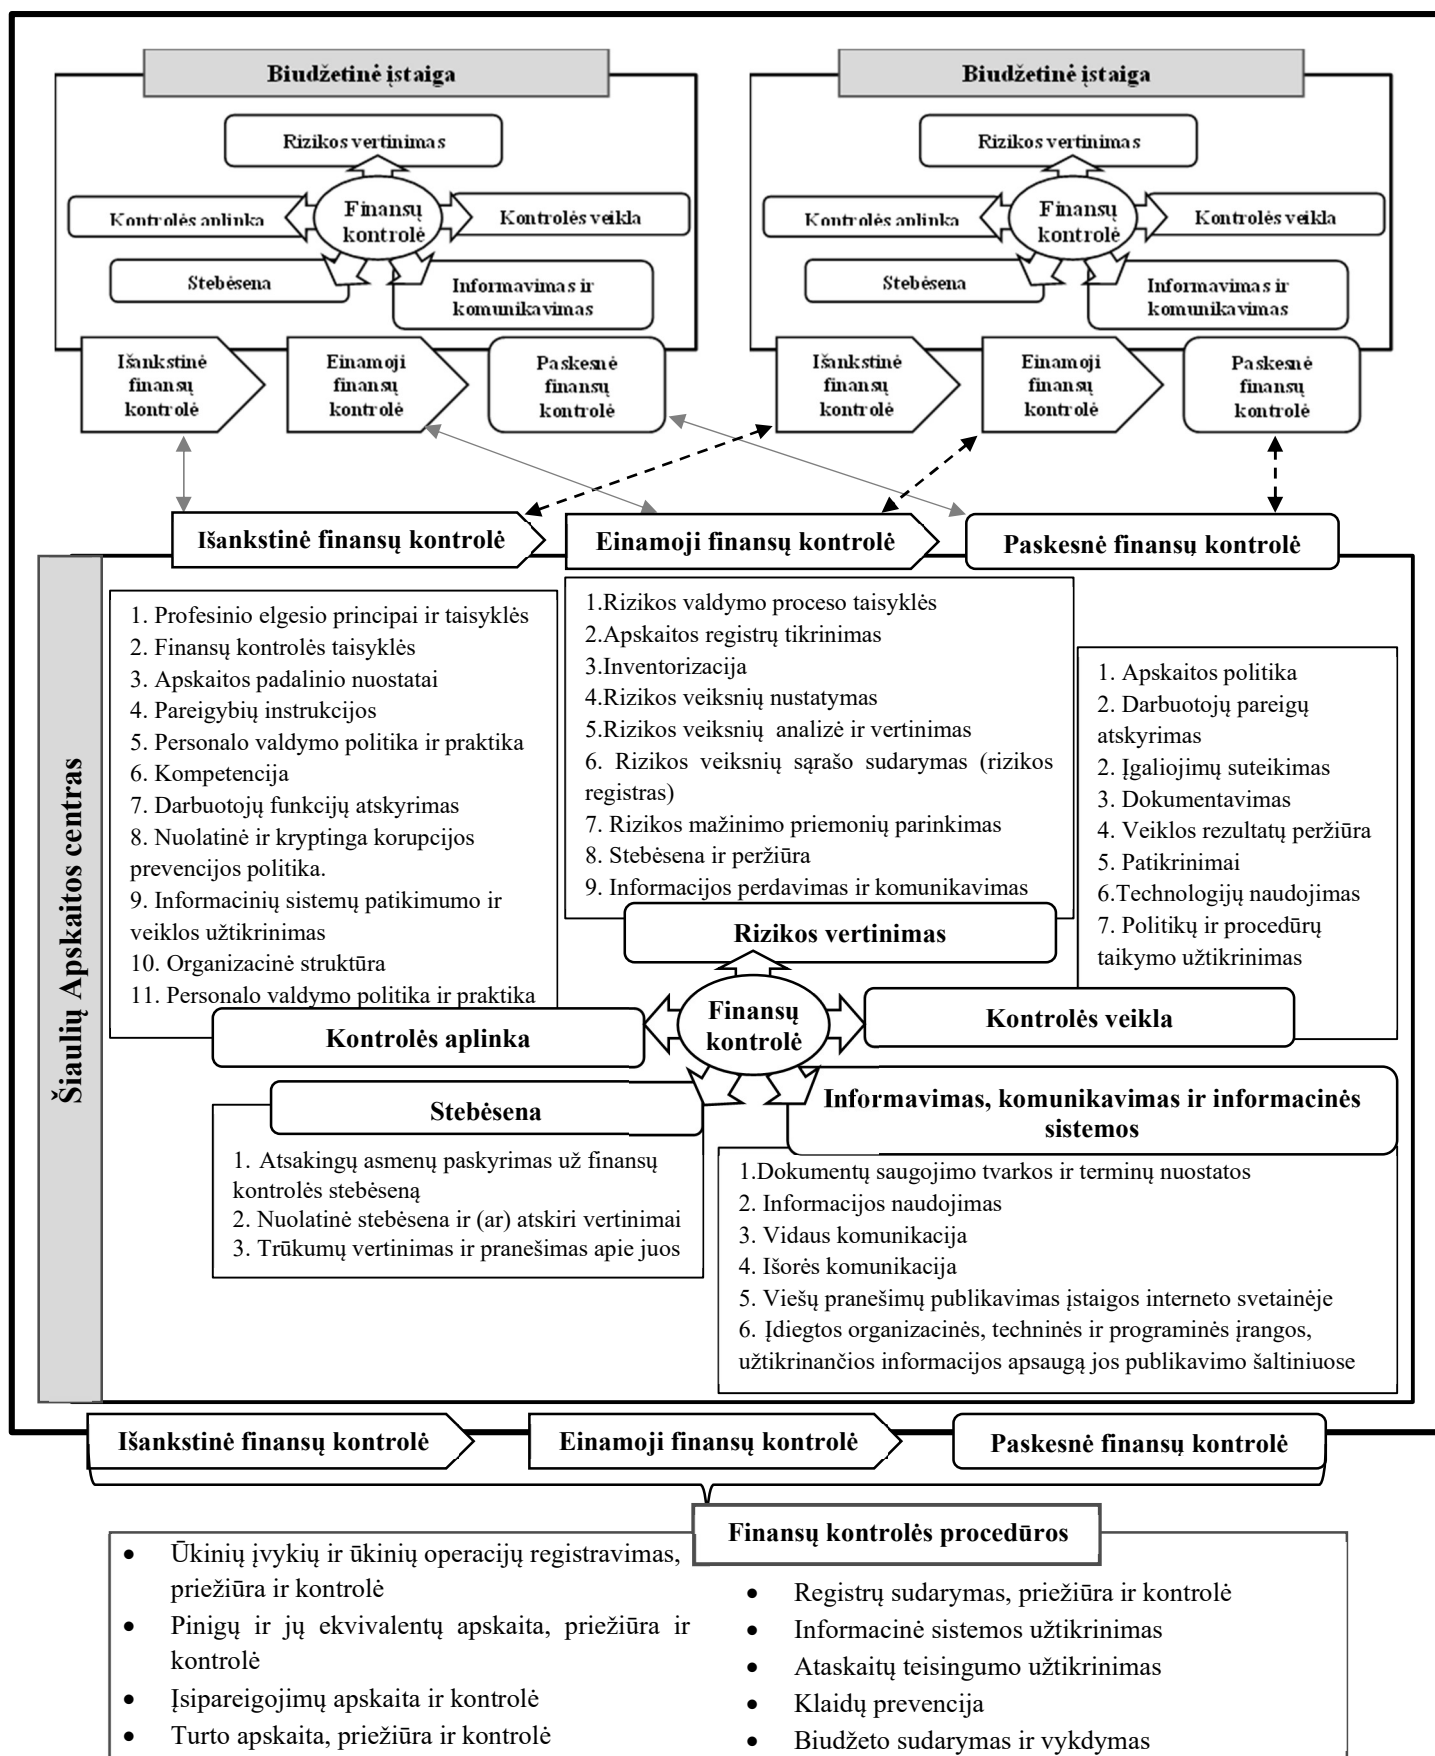 Biudžetinė įstaiga
Rizikos vertinimas
Kontrolės aplinka
Finansų
kontrolė
Kontrolės veikla
Stebėsena
Informavimas ir
komunikavimas
Išankstinė
finansų
kontrolė
Einamoji
finansų
kontrolė
Paskesnė
finansų
kontrolė
Biudžetinė įstaiga
Rizikos vertinimas
Kontrolės aplinka
Finansų
kontrolė
Kontrolės veikla
Stebėsena
Informavimas ir
komunikavimas
Išankstinė
finansų
kontrolė
Einamoji
finansų
kontrolė
Paskesnė
finansų
kontrolė
Išankstinė finansų kontrolė
Einamoji finansų kontrolė
Paskesnė finansų kontrolė
Šiaulių Apskaitos centras
1. Profesinio elgesio principai ir taisyklės
2. Finansų kontrolės taisyklės
3. Apskaitos padalinio nuostatai
4. Pareigybių instrukcijos
5. Personalo valdymo politika ir praktika
6. Kompetencija
7. Darbuotojų funkcijų atskyrimas
8. Nuolatinė ir kryptinga korupcijos
prevencijos politika.
9. Informacinių sistemų patikimumo ir
veiklos užtikrinimas
10. Organizacinė struktūra
11. Personalo valdymo politika ir praktika
Kontrolės aplinka
1.Rizikos valdymo proceso taisyklės
2.Apskaitos registrų tikrinimas
3.Inventorizacija
4.Rizikos veiksnių nustatymas
5.Rizikos veiksnių analizė ir vertinimas
6. Rizikos veiksnių sąrašo sudarymas (rizikos
registras)
7. Rizikos mažinimo priemonių parinkimas
8. Stebėsena ir peržiūra
9. Informacijos perdavimas ir komunikavimas
Rizikos vertinimas
1. Apskaitos politika
2. Darbuotojų pareigų
atskyrimas
2. Įgaliojimų suteikimas
3. Dokumentavimas
4. Veiklos rezultatų peržiūra
5. Patikrinimai
6.Technologijų naudojimas
7. Politikų ir procedūrų
taikymo užtikrinimas
Kontrolės veikla
Finansų
kontrolė
Stebėsena
1. Atsakingų asmenų paskyrimas už finansų
kontrolės stebėseną
2. Nuolatinė stebėsena ir (ar) atskiri vertinimai
3. Trūkumų vertinimas ir pranešimas apie juos
Informavimas, komunikavimas ir informacinės
sistemos
1.Dokumentų saugojimo tvarkos ir terminų nuostatos
2. Informacijos naudojimas
3. Vidaus komunikacija
4. Išorės komunikacija
5. Viešų pranešimų publikavimas įstaigos interneto svetainėje
6. Įdiegtos organizacinės, techninės ir programinės įrangos,
užtikrinančios informacijos apsaugą jos publikavimo šaltiniuose
Išankstinė finansų kontrolė
Einamoji finansų kontrolė
Paskesnė finansų kontrolė
Finansų kontrolės procedūros
• Ūkinių įvykių ir ūkinių operacijų registravimas,
priežiūra ir kontrolė
• Pinigų ir jų ekvivalentų apskaita, priežiūra ir
kontrolė
• Įsipareigojimų apskaita ir kontrolė
• Turto apskaita, priežiūra ir kontrolė
• Registrų sudarymas, priežiūra ir kontrolė
• Informacinė sistemos užtikrinimas
• Ataskaitų teisingumo užtikrinimas
• Klaidų prevencija
• Biudžeto sudarymas ir vykdymas